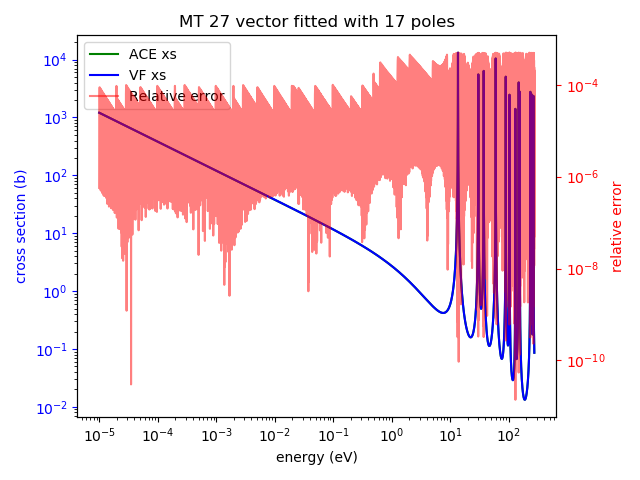 MT 27 vector fitted with 17 poles
ACE xs
VF xs
Relative error
10⁴
10³
10²
10¹
10⁰
10⁻¹
10⁻²
cross section (b)
10⁻⁴
10⁻⁶
10⁻⁸
10⁻¹⁰
relative error
10⁻⁵ 10⁻⁴ 10⁻³ 10⁻² 10⁻¹ 10⁰ 10¹ 10²
energy (eV)